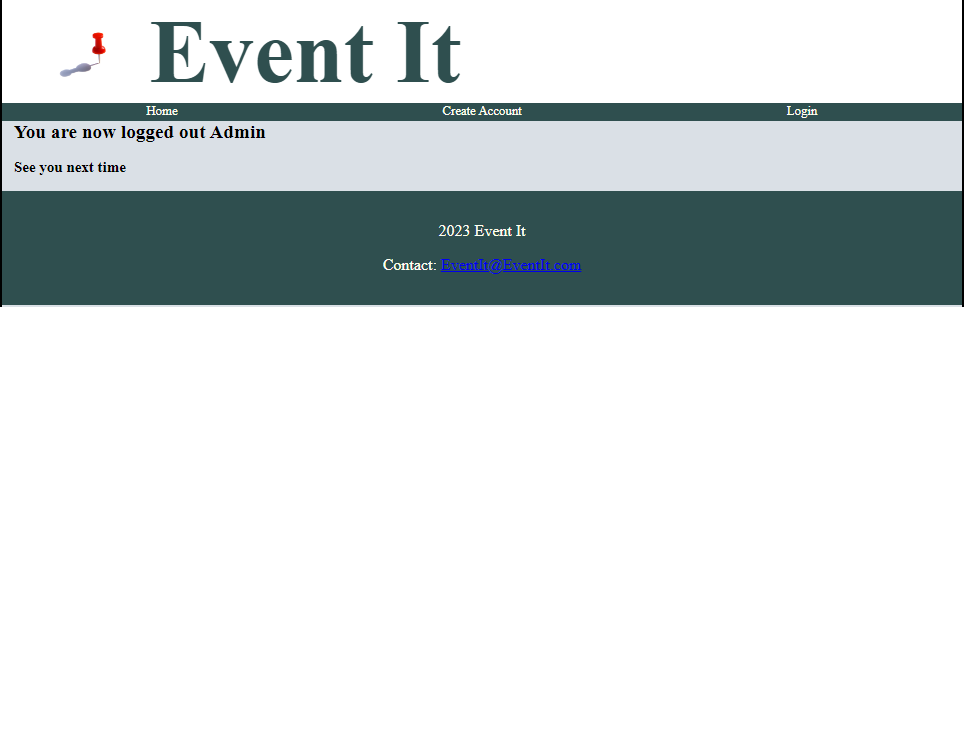 Event It
Home Create Account Login
You are now logged out Admin
See you next time
2023 Event It
Contact: EventIt@EventIt.com